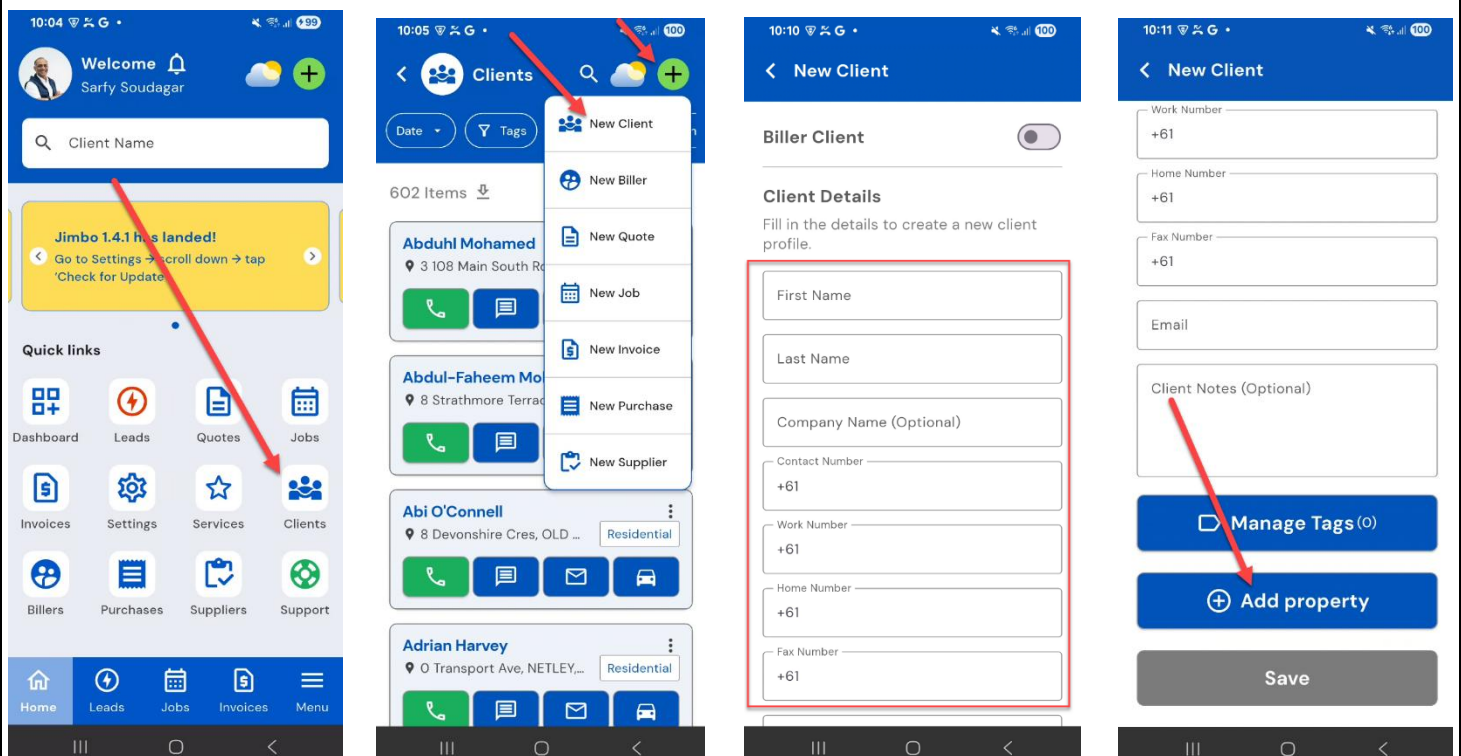 10:04 G •
99
Welcome
Sarfy Soudagar
Client Name
Jimbo 1.4.1 has landed!
Go to Settings → scroll down → tap
'Check for Update
Quick links
Dashboard
Leads
Quotes
Jobs
Invoices
Settings
Services
Clients
Billers
Purchases
Suppliers
Support
Home
Leads
Jobs
Invoices
Menu
10:05 G •
100
Clients
Date
Tags
New Client
New Biller
New Quote
New Job
New Invoice
New Purchase
New Supplier
602 Items
Abduhl Mohamed
3 108 Main South
Abdul-Faheem
8 Strathmore
Abi O'Connell
8 Devonshire Cres, OLD ...
Residential
Adrian Harvey
0 Transport Ave, NETLEY,...
Residential
10:10 G •
100
New Client
Biller Client
Client Details
Fill in the details to create a new client
profile.
First Name
Last Name
Company Name (Optional)
Contact Number
+61
Work Number
+61
Home Number
+61
Fax Number
+61
10:11 G •
100
New Client
Work Number
+61
Home Number
+61
Fax Number
+61
Email
Client Notes (Optional)
Manage Tags (0)
Add property
Save